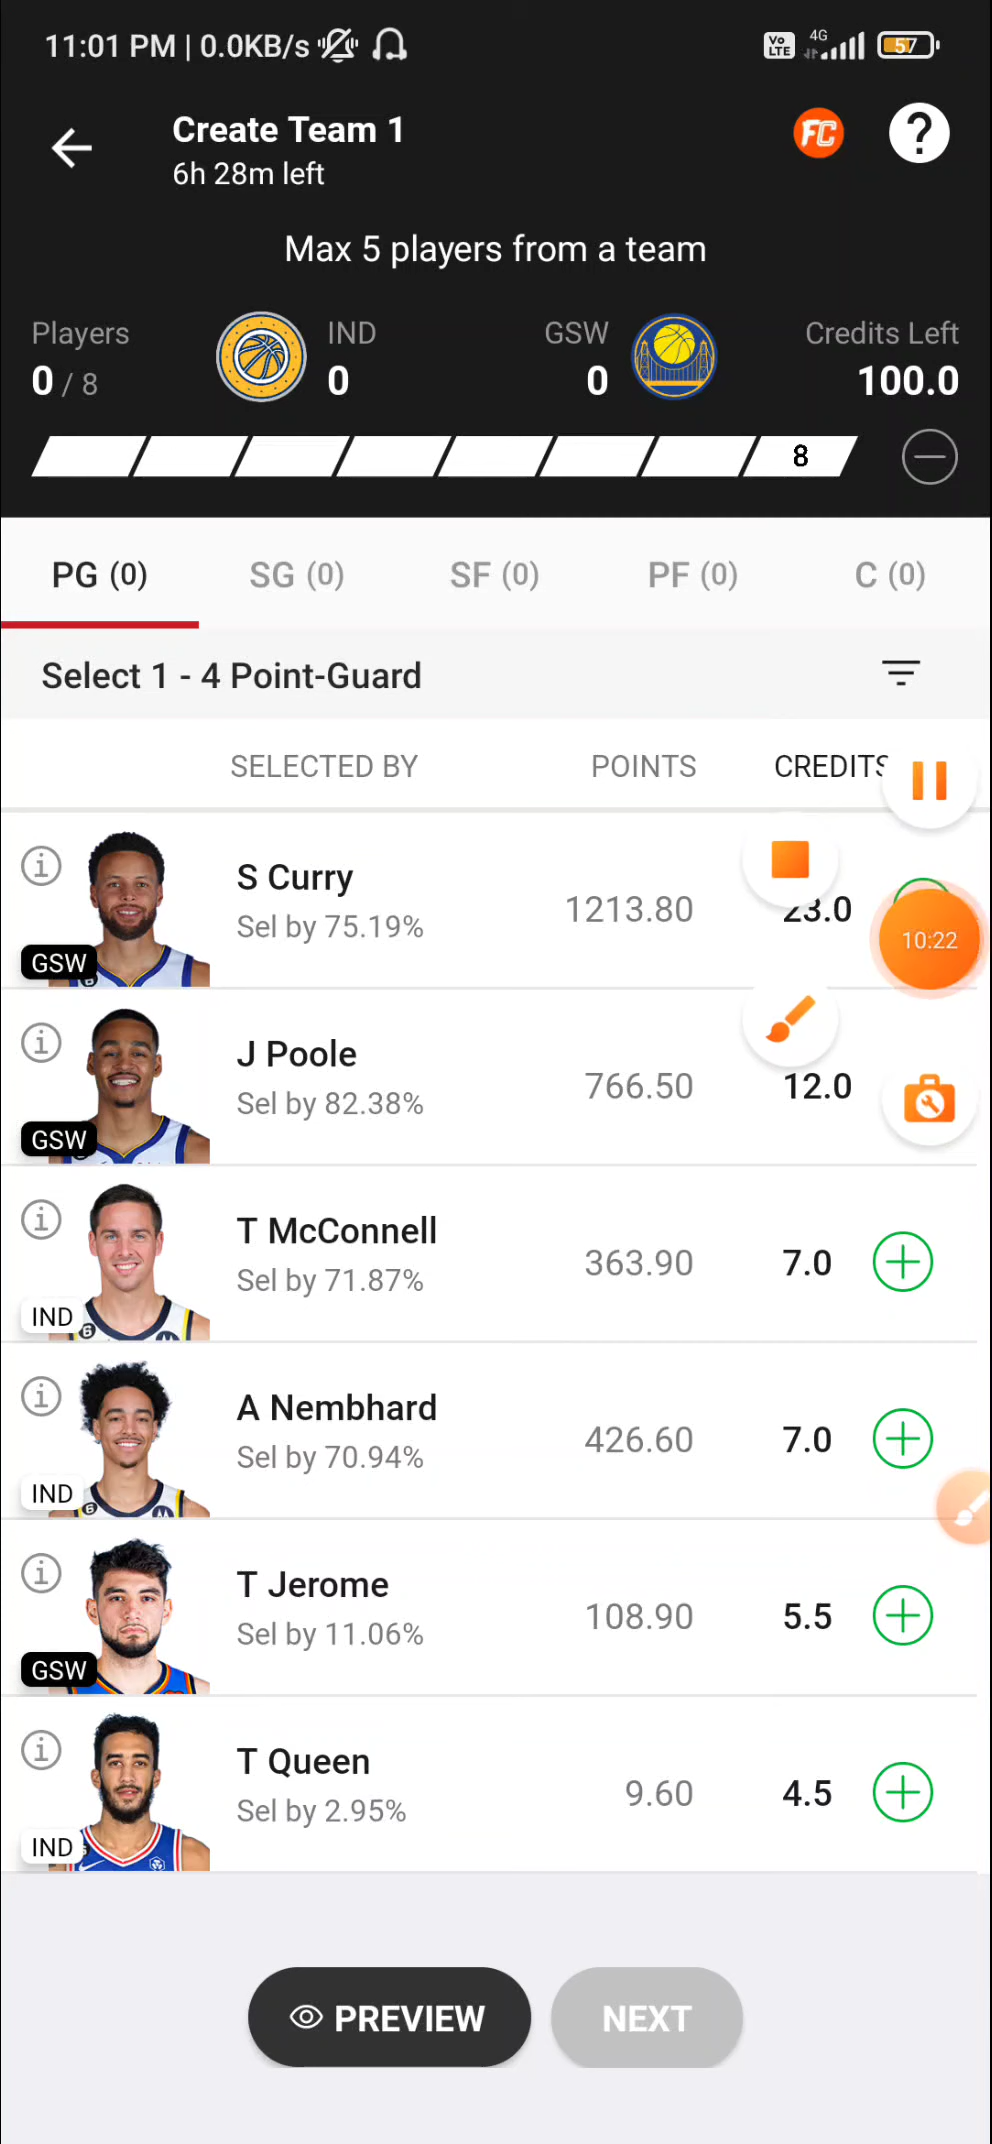 11:01 PM | 0.0KB/s
Vo LTE 4G 57
Create Team 1
6h 28m left
FC ?
Max 5 players from a team
Players IND GSW Credits Left
0 / 8 0 0 100.0
8
PG (0) SG (0) SF (0) PF (0) C (0)
Select 1 - 4 Point-Guard
SELECTED BY POINTS CREDITS
S Curry
Sel by 75.19% 1213.80 23.0
GSW
10:22
J Poole
Sel by 82.38% 766.50 12.0
GSW
T McConnell
Sel by 71.87% 363.90 7.0
IND
A Nembhard
Sel by 70.94% 426.60 7.0
IND
T Jerome
Sel by 11.06% 108.90 5.5
GSW
T Queen
Sel by 2.95% 9.60 4.5
IND
PREVIEW NEXT